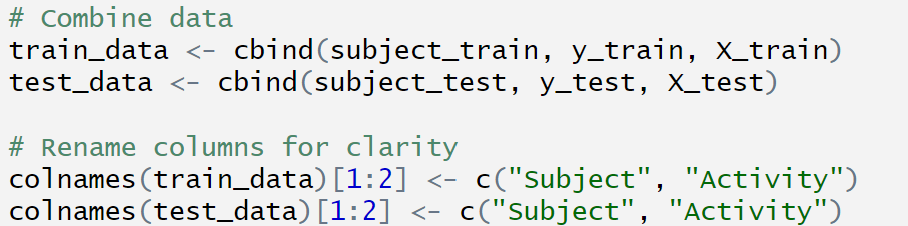 # Combine data
train_data <- cbind(subject_train, y_train, X_train)
test_data <- cbind(subject_test, y_test, X_test)
# Rename columns for clarity
colnames(train_data)[1:2] <- c("Subject", "Activity")
colnames(test_data)[1:2] <- c("Subject", "Activity")